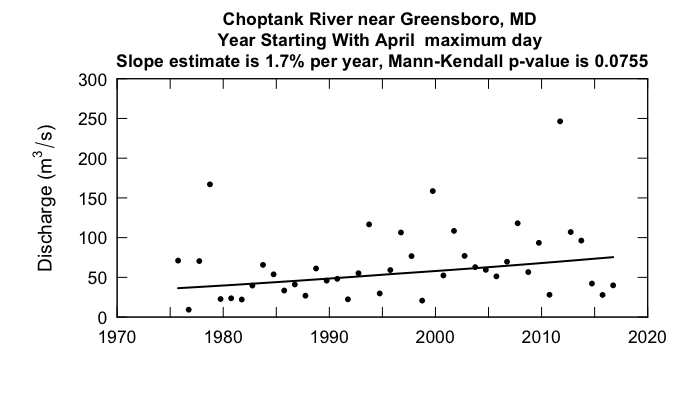 Choptank River near Greensboro, MD
Year Starting With April maximum day
Slope estimate is 1.7% per year, Mann-Kendall p-value is 0.0755
Discharge (m³/s)
300
250
200
150
100
50
0
1970 1980 1990 2000 2010 2020